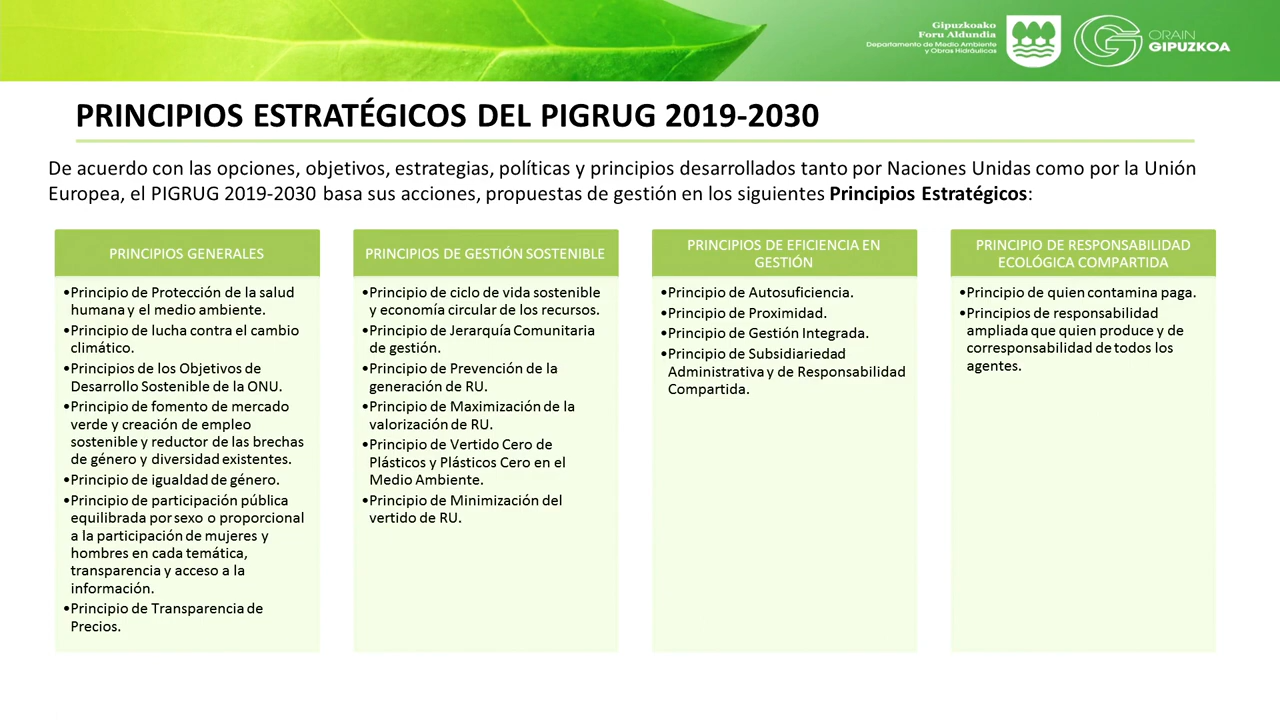 Gipuzkoako
Foru Aldundia
Departamento de Medio Ambiente
y Obras Hidráulicas
ORAIN
GIPUZKOA
PRINCIPIOS ESTRATÉGICOS DEL PIGRUG 2019-2030
De acuerdo con las opciones, objetivos, estrategias, políticas y principios desarrollados tanto por Naciones Unidas como por la Unión
Europea, el PIGRUG 2019-2030 basa sus acciones, propuestas de gestión en los siguientes Principios Estratégicos:
PRINCIPIOS GENERALES
•Principio de Protección de la salud
humana y el medio ambiente.
•Principio de lucha contra el cambio
climático.
•Principios de los Objetivos de
Desarrollo Sostenible de la ONU.
•Principio de fomento de mercado
verde y creación de empleo
sostenible y reductor de las brechas
de género y diversidad existentes.
•Principio de igualdad de género.
•Principio de participación pública
equilibrada por sexo o proporcional
a la participación de mujeres y
hombres en cada temática,
transparencia y acceso a la
información.
•Principio de Transparencia de
Precios.
PRINCIPIOS DE GESTIÓN SOSTENIBLE
•Principio de ciclo de vida sostenible
y economía circular de los recursos.
•Principio de Jerarquía Comunitaria
de gestión.
•Principio de Prevención de la
generación de RU.
•Principio de Maximización de la
valorización de RU.
•Principio de Vertido Cero de
Plásticos y Plásticos Cero en el
Medio Ambiente.
•Principio de Minimización del
vertido de RU.
PRINCIPIOS DE EFICIENCIA EN
GESTIÓN
•Principio de Autosuficiencia.
•Principio de Proximidad.
•Principio de Gestión Integrada.
•Principio de Subsidiariedad
Administrativa y de Responsabilidad
Compartida.
PRINCIPIO DE RESPONSABILIDAD
ECOLÓGICA COMPARTIDA
•Principio de quien contamina paga.
•Principios de responsabilidad
ampliada que quien produce y de
corresponsabilidad de todos los
agentes.